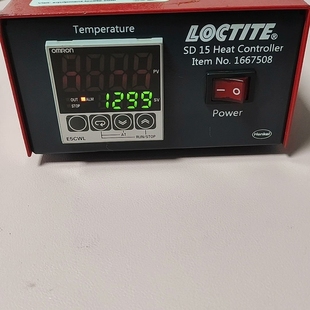 Temperature
LOCTITE®
SD 15 Heat Controller
Item No. 1667508
OMRON
PV
OUT ALM
STOP
1299
SV
RUN/STOP
E5CWL
Power
Henkel